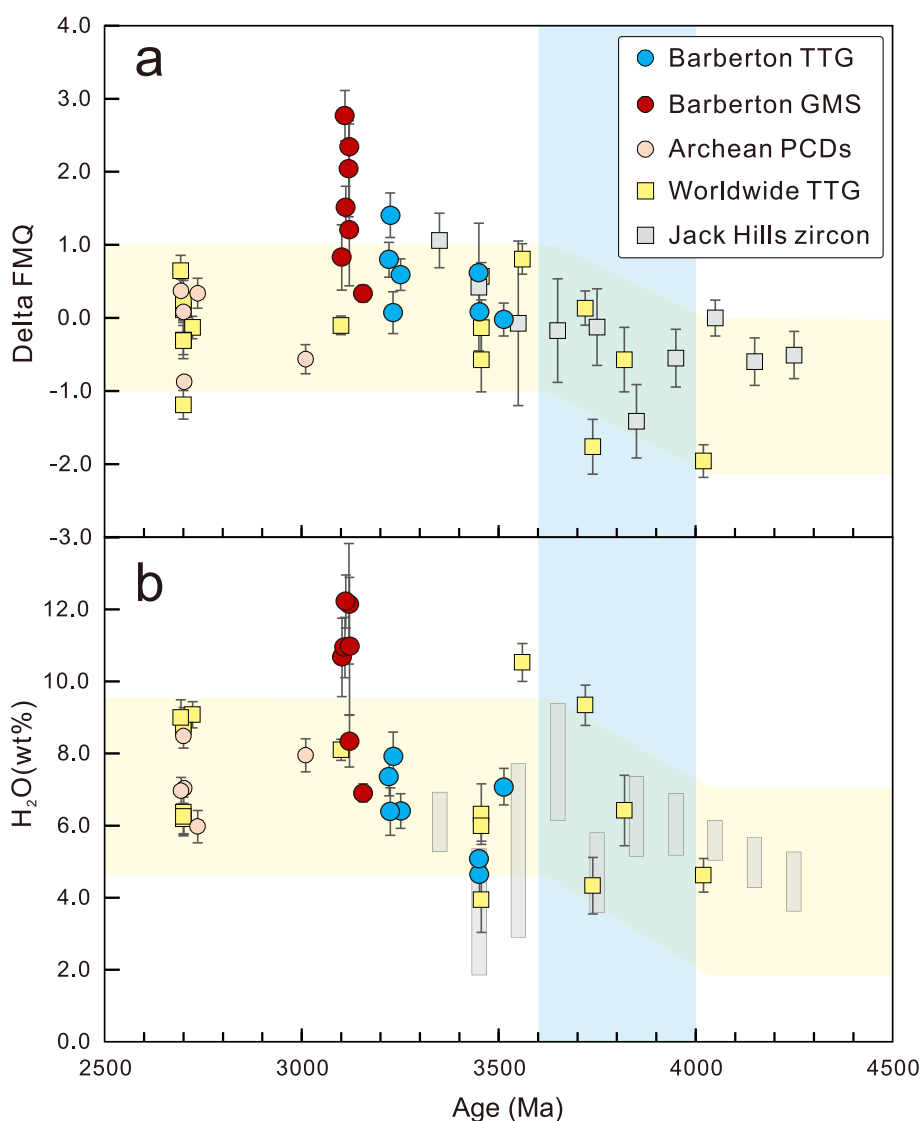 a
4.0
3.0
2.0
1.0
0.0
-1.0
-2.0
-3.0
Delta FMQ
Barberton TTG
Barberton GMS
Archean PCDs
Worldwide TTG
Jack Hills zircon
b
12.0
10.0
8.0
6.0
4.0
2.0
0.0
H₂O(wt%)
2500 3000 3500 4000 4500
Age (Ma)